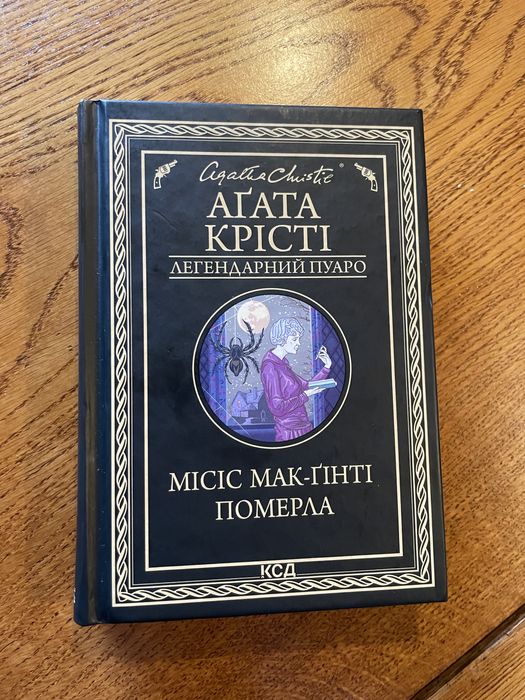 Agatha Christie®
АҐАТА
КРІСТІ
ЛЕГЕНДАРНИЙ ПУАРО
МІСІС МАК-ҐІНТІ
ПОМЕРЛА
КСД